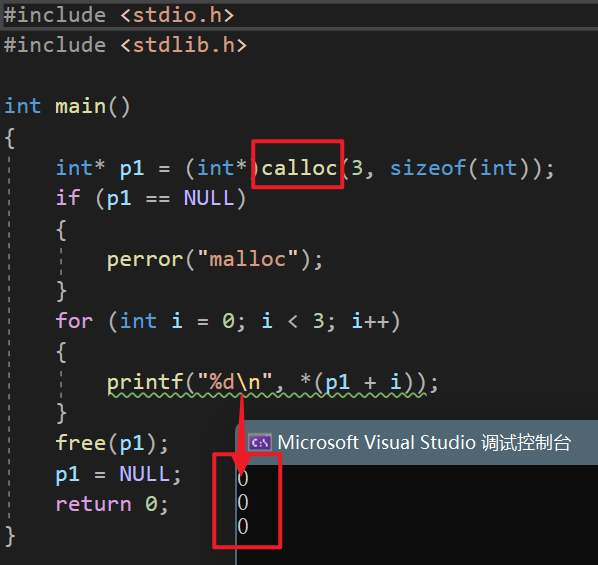 #include <stdio.h>
#include <stdlib.h>
int main()
{
int* p1 = (int*)calloc(3, sizeof(int));
if (p1 == NULL)
{
perror("malloc");
}
for (int i = 0; i < 3; i++)
{
printf("%d\n", *(p1 + i));
}
free(p1);
p1 = NULL;
return 0;
}
C:\ Microsoft Visual Studio 调试控制台
0
0
0